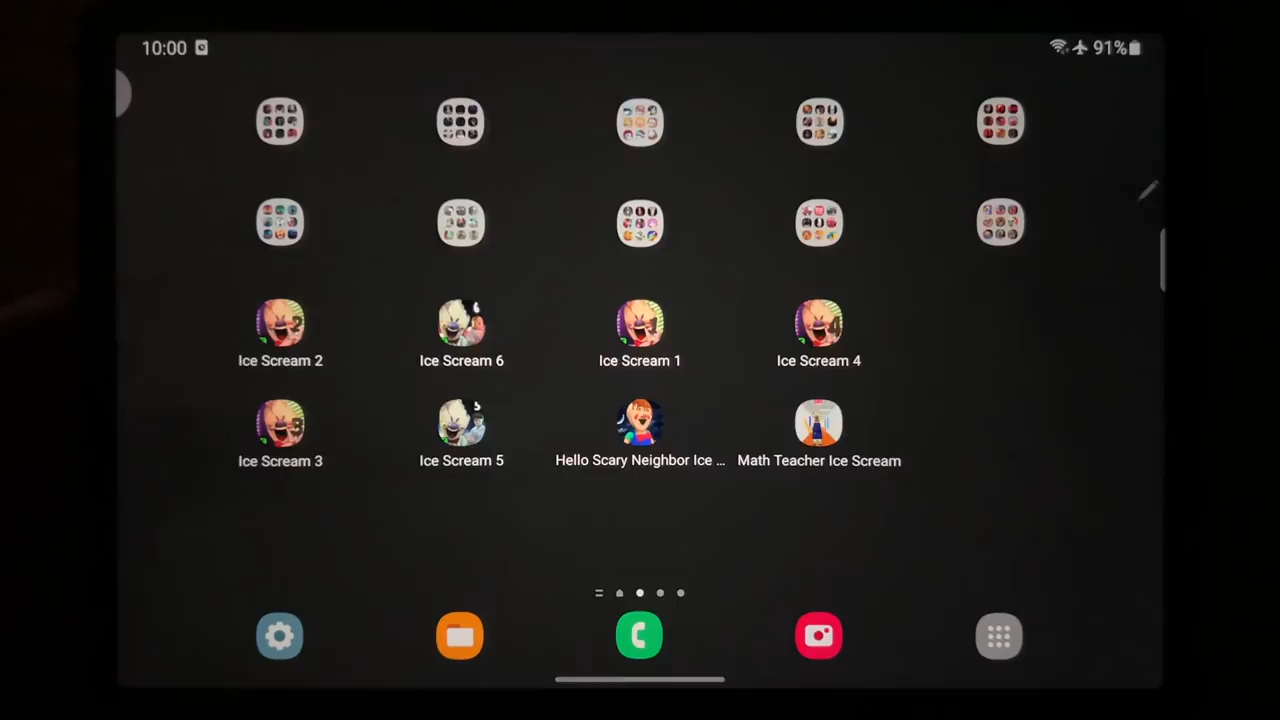 10:00
91%
Ice Scream 2
Ice Scream 6
Ice Scream 1
Ice Scream 4
Ice Scream 3
Ice Scream 5
Hello Scary Neighbor Ice ...
Math Teacher Ice Scream